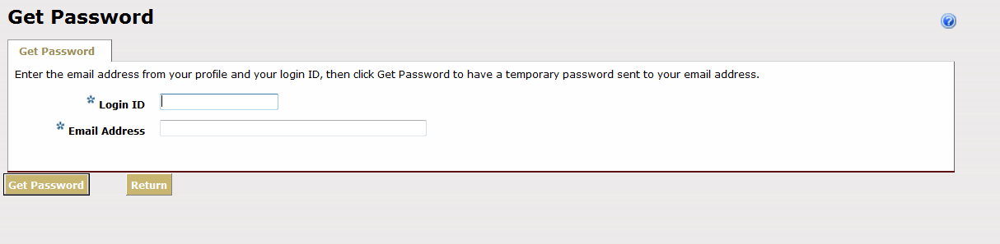 Get Password
?
Get Password
Enter the email address from your profile and your login ID, then click Get Password to have a temporary password sent to your email address.
* Login ID
* Email Address
Get Password Return